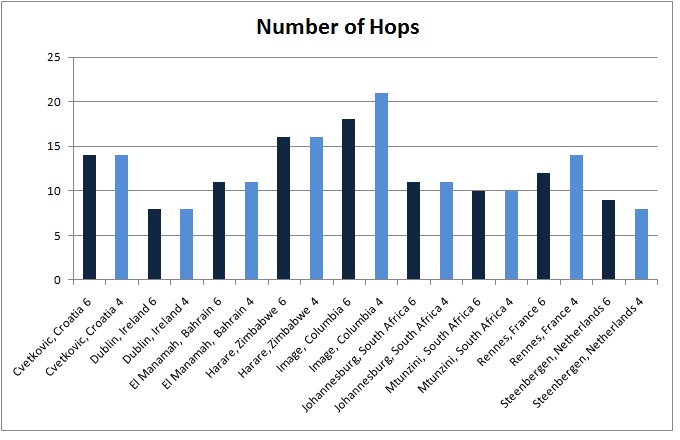 Number of Hops
25
20
15
10
5
0
Cvetkovic, Croatia 6
Cvetkovic, Croatia 4
Dublin, Ireland 6
Dublin, Ireland 4
El Manamah, Bahrain 6
El Manamah, Bahrain 4
Harare, Zimbabwe 6
Harare, Zimbabwe 4
Image, Columbia 6
Image, Columbia 4
Johannesburg, South Africa 6
Johannesburg, South Africa 4
Mtunzini, South Africa 6
Mtunzini, South Africa 4
Rennes, France 6
Rennes, France 4
Steenbergen, Netherlands 6
Steenbergen, Netherlands 4